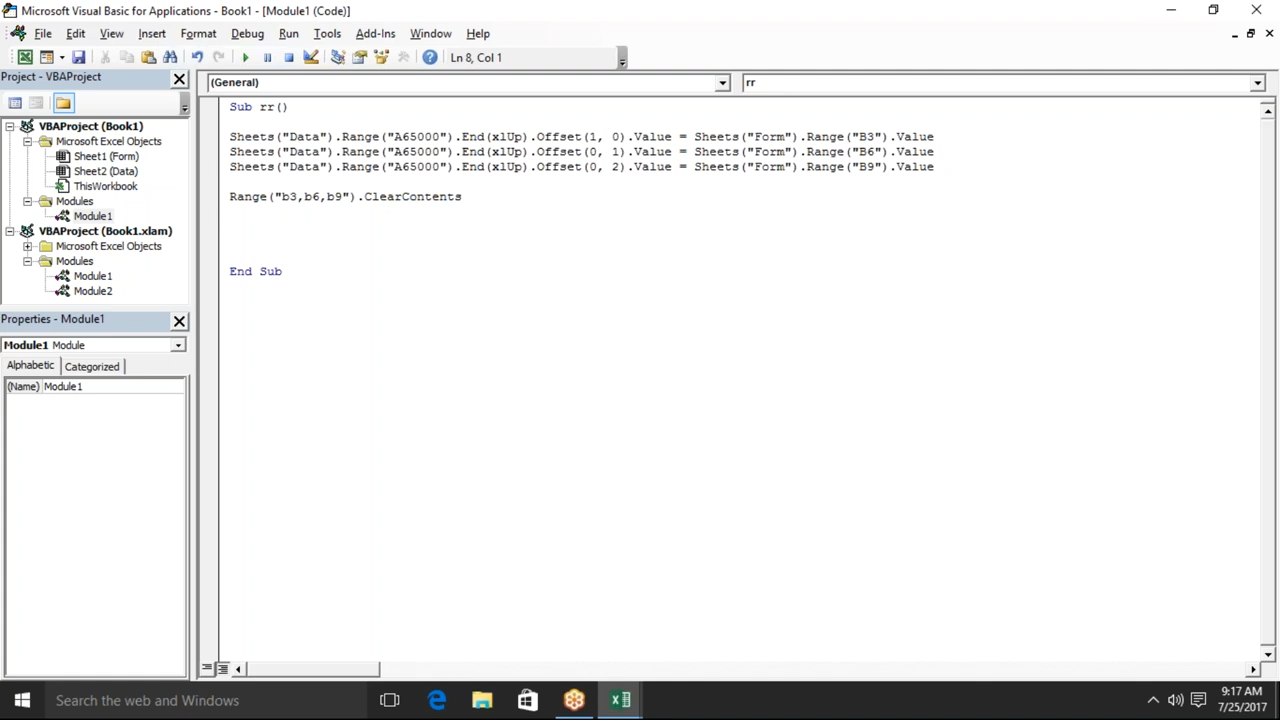 Microsoft Visual Basic for Applications - Book1 - [Module1 (Code)]
File Edit View Insert Format Debug Run Tools Add-Ins Window Help
Ln 8, Col 1
Project - VBAProject
(General) rr
VBAProject (Book1)
Microsoft Excel Objects
Sheet1 (Form)
Sheet2 (Data)
ThisWorkbook
Modules
Module1
VBAProject (Book1.xlam)
Microsoft Excel Objects
Modules
Module1
Module2
Properties - Module1
Module1 Module
Alphabetic Categorized
(Name) Module1
Sub rr()
Sheets("Data").Range("A65000").End(xlUp).Offset(1, 0).Value = Sheets("Form").Range("B3").Value
Sheets("Data").Range("A65000").End(xlUp).Offset(0, 1).Value = Sheets("Form").Range("B6").Value
Sheets("Data").Range("A65000").End(xlUp).Offset(0, 2).Value = Sheets("Form").Range("B9").Value
Range("b3,b6,b9").ClearContents
End Sub
Search the web and Windows
9:17 AM
7/25/2017